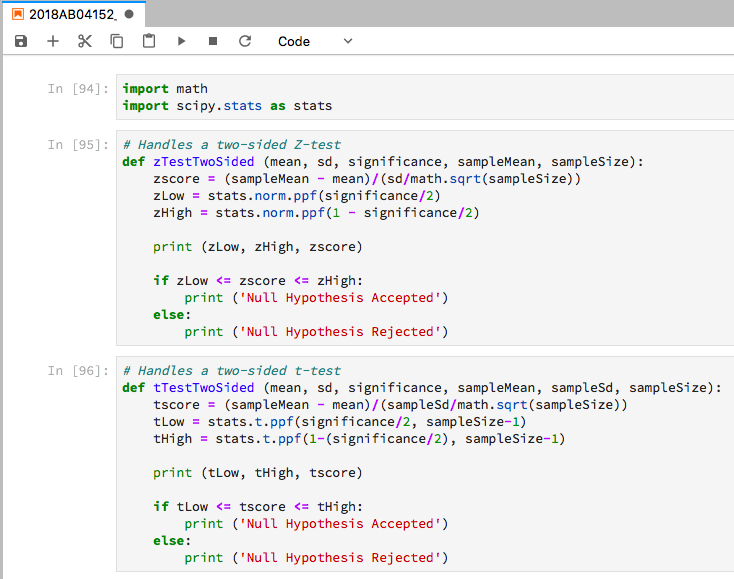 2018AB04152_
Code
In [94]:
import math
import scipy.stats as stats
In [95]:
# Handles a two-sided Z-test
def zTestTwoSided (mean, sd, significance, sampleMean, sampleSize):
    zscore = (sampleMean - mean)/(sd/math.sqrt(sampleSize))
    zLow = stats.norm.ppf(significance/2)
    zHigh = stats.norm.ppf(1 - significance/2)
    print (zLow, zHigh, zscore)
    if zLow <= zscore <= zHigh:
        print ('Null Hypothesis Accepted')
    else:
        print ('Null Hypothesis Rejected')
In [96]:
# Handles a two-sided t-test
def tTestTwoSided (mean, sd, significance, sampleMean, sampleSd, sampleSize):
    tscore = (sampleMean - mean)/(sampleSd/math.sqrt(sampleSize))
    tLow = stats.t.ppf(significance/2, sampleSize-1)
    tHigh = stats.t.ppf(1-(significance/2), sampleSize-1)
    print (tLow, tHigh, tscore)
    if tLow <= tscore <= tHigh:
        print ('Null Hypothesis Accepted')
    else:
        print ('Null Hypothesis Rejected')